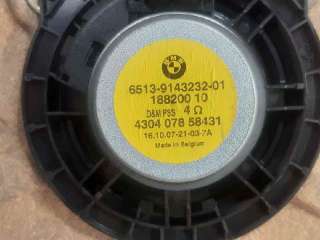 BMW
6513-9143232-01
188200 10
D&M PSS 4 Ω
4304 078 58431
16.10.07-21-03-7A
Made in Belgium